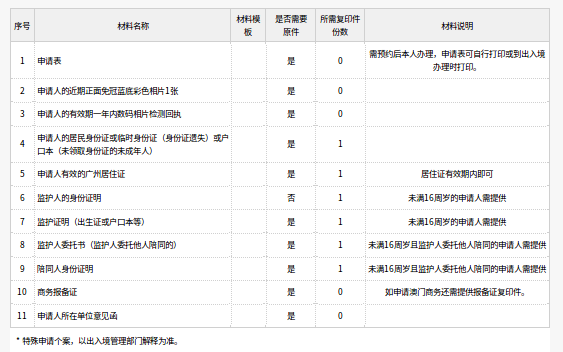 序号 材料名称 材料模板 是否需要原件 所需复印件份数 材料说明
1 申请表 是 0 需预约后本人办理，申请表可自行打印或到出入境
办理时打印。
2 申请人的近期正面免冠蓝底彩色相片1张 是 0
3 申请人的有效期一年内数码相片检测回执 是 0
4 申请人的居民身份证或临时身份证（身份证遗失）或户
口本（未领取身份证的未成年人） 是 1
5 申请人有效的广州居住证 是 1 居住证有效期内即可
6 监护人的身份证明 否 1 未满16周岁的申请人需提供
7 监护证明（出生证或户口本等） 是 1 未满16周岁的申请人需提供
8 监护人委托书（监护人委托他人陪同的） 是 1 未满16周岁且监护人委托他人陪同的申请人需提供
9 陪同人身份证明 是 1 未满16周岁且监护人委托他人陪同的申请人需提供
10 商务报备证 是 0 如申请澳门商务还需提供报备证复印件。
11 申请人所在单位意见函 是 0
* 特殊申请个案，以出入境管理部门解释为准。